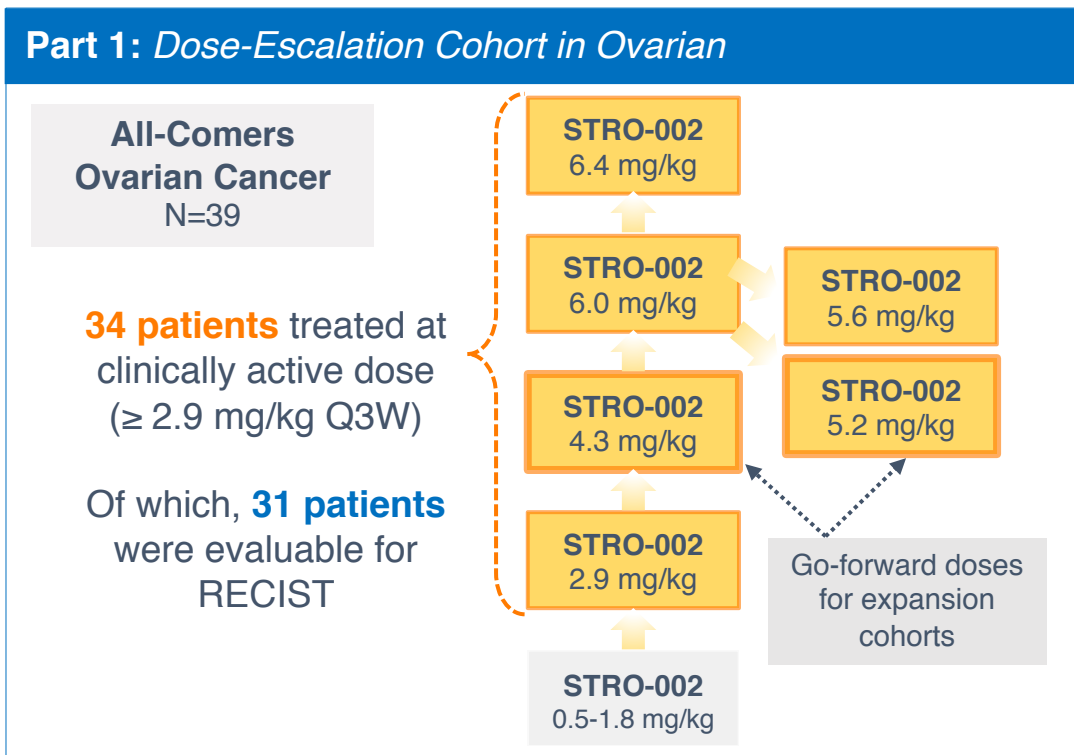 Part 1: Dose-Escalation Cohort in Ovarian
All-Comers
Ovarian Cancer
N=39
34 patients treated at
clinically active dose
(≥ 2.9 mg/kg Q3W)
Of which, 31 patients
were evaluable for
RECIST
STRO-002
6.4 mg/kg
STRO-002
6.0 mg/kg
STRO-002
5.6 mg/kg
STRO-002
4.3 mg/kg
STRO-002
5.2 mg/kg
STRO-002
2.9 mg/kg
Go-forward doses
for expansion
cohorts
STRO-002
0.5-1.8 mg/kg